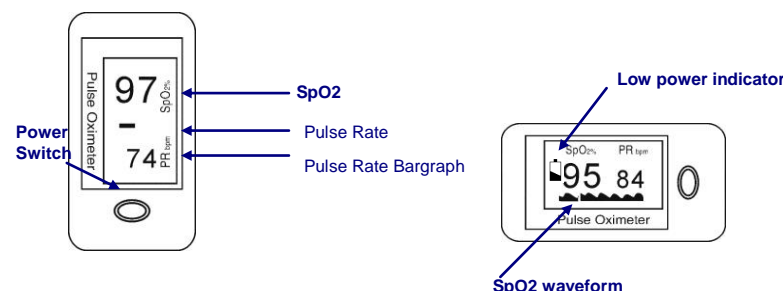 Pulse Oximeter
97
SpO2%
74
PR bpm
Power
Switch
SpO2
Pulse Rate
Pulse Rate Bargraph
Low power indicator
SpO2% PR bpm
95 84
Pulse Oximeter
SpO2 waveform